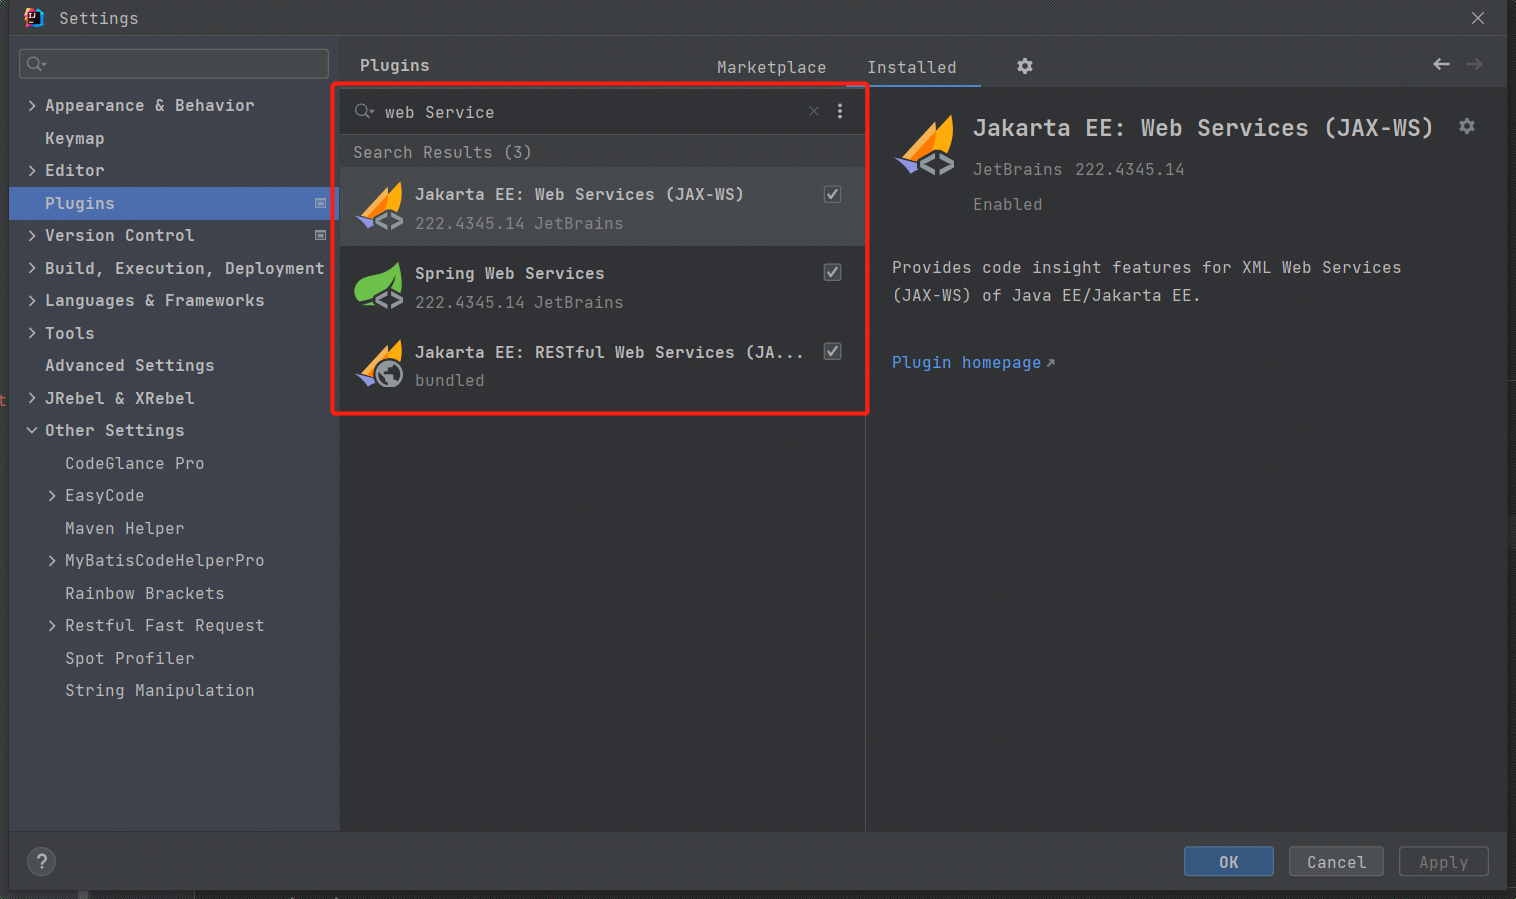 Settings
Appearance & Behavior
Keymap
Editor
Plugins
Version Control
Build, Execution, Deployment
Languages & Frameworks
Tools
Advanced Settings
JRebel & XRebel
Other Settings
CodeGlance Pro
EasyCode
Maven Helper
MyBatisCodeHelperPro
Rainbow Brackets
Restful Fast Request
Spot Profiler
String Manipulation
Plugins
Marketplace
Installed
web Service
Search Results (3)
Jakarta EE: Web Services (JAX-WS)
222.4345.14 JetBrains
Spring Web Services
222.4345.14 JetBrains
Jakarta EE: RESTful Web Services (JA...
bundled
Jakarta EE: Web Services (JAX-WS)
JetBrains 222.4345.14
Enabled
Provides code insight features for XML Web Services
(JAX-WS) of Java EE/Jakarta EE.
Plugin homepage
?
OK
Cancel
Apply